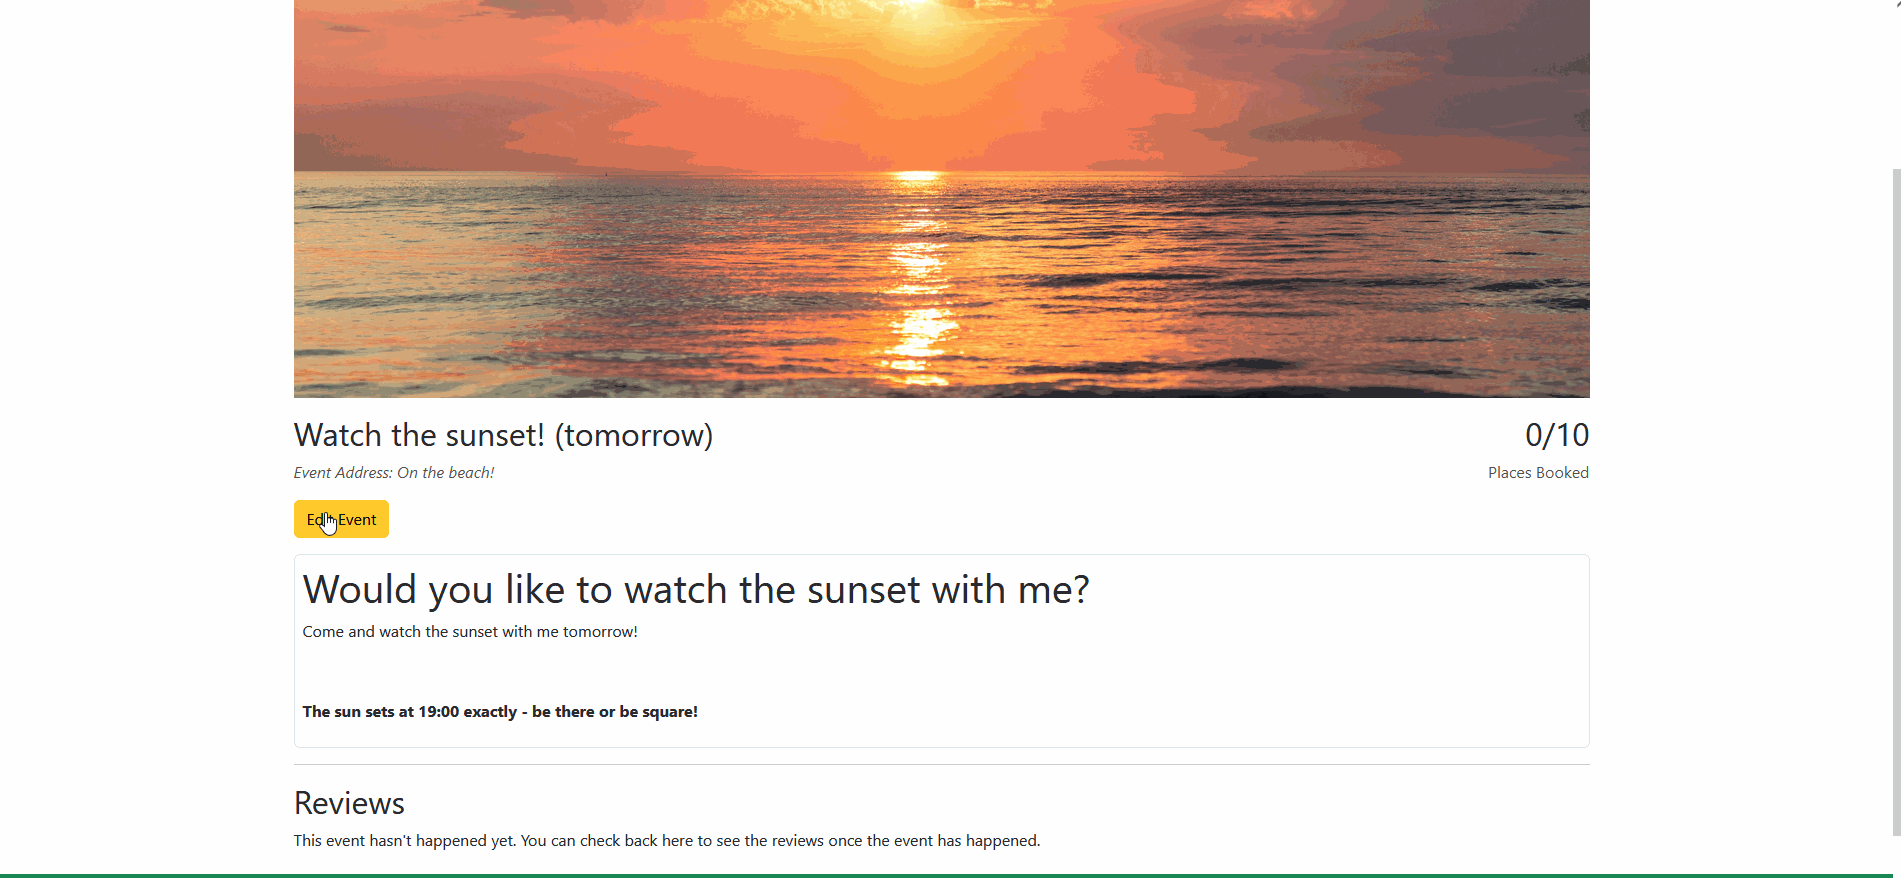 Watch the sunset! (tomorrow)
0/10
Event Address: On the beach!
Places Booked
Edit Event
Would you like to watch the sunset with me?
Come and watch the sunset with me tomorrow!
The sun sets at 19:00 exactly - be there or be square!
Reviews
This event hasn't happened yet. You can check back here to see the reviews once the event has happened.